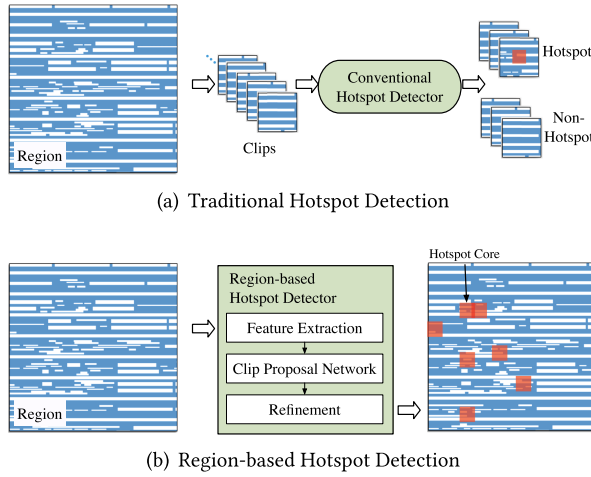 Region
Clips
Conventional
Hotspot Detector
Hotspot
Non-
Hotspot
(a) Traditional Hotspot Detection
Region
Region-based
Hotspot Detector
Feature Extraction
Clip Proposal Network
Refinement
Hotspot Core
(b) Region-based Hotspot Detection